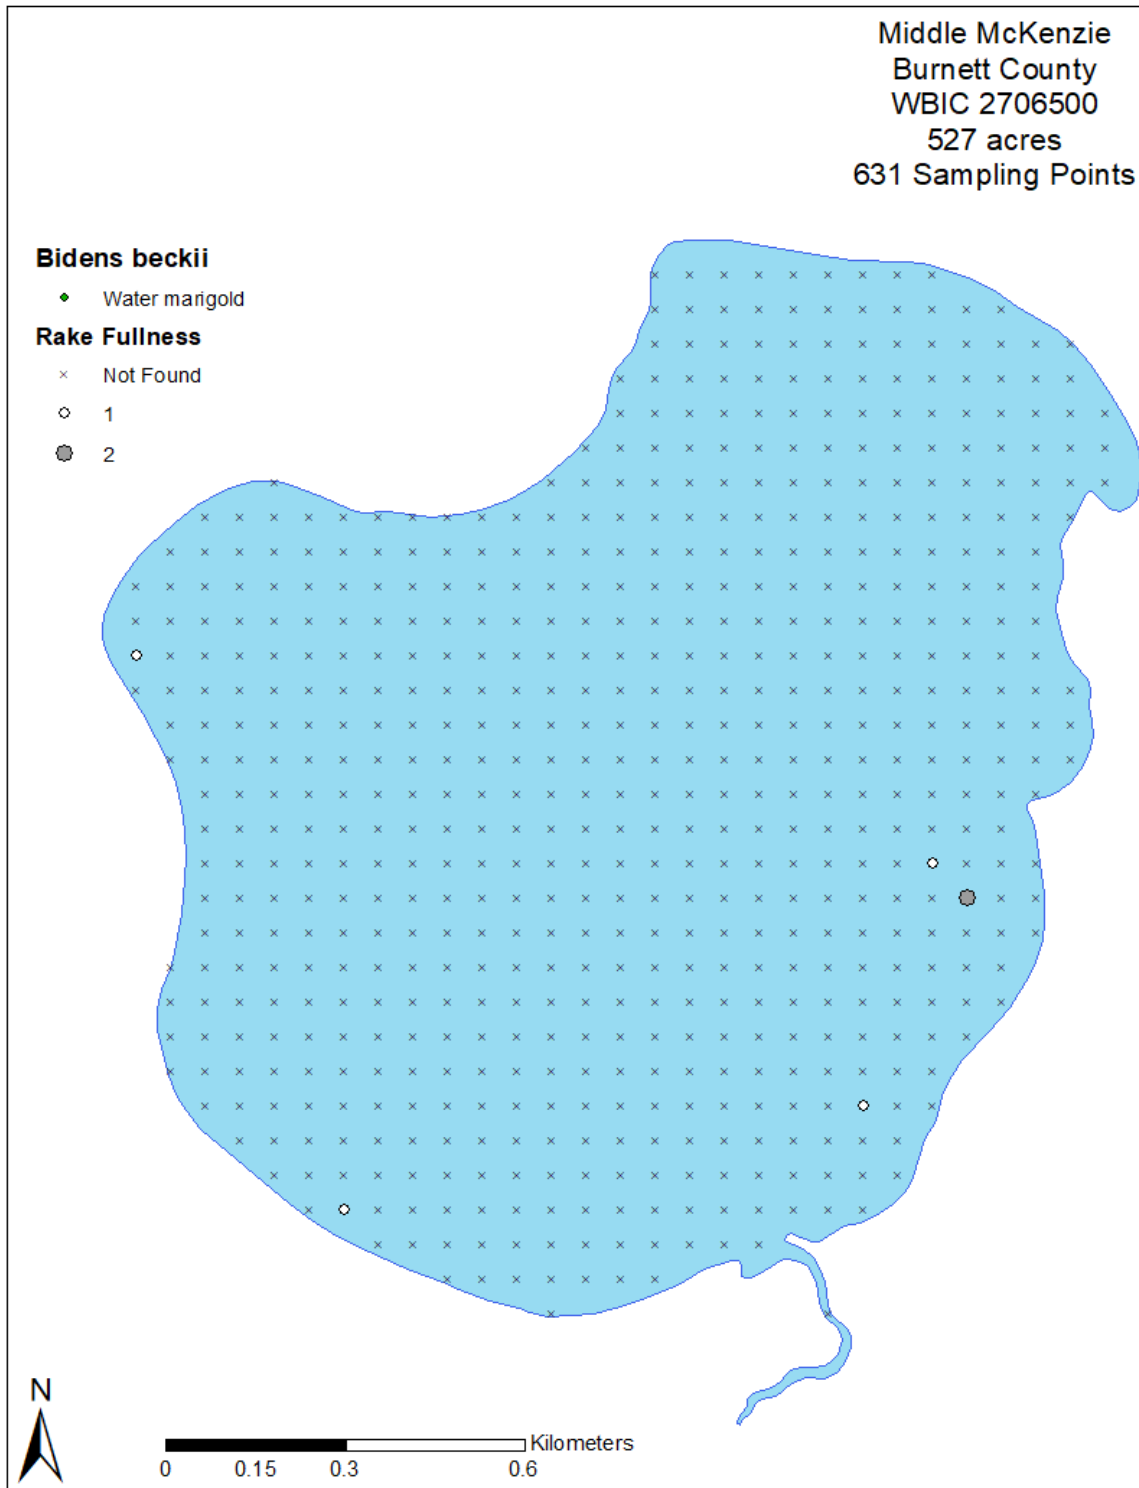 Middle McKenzie
Burnett County
WBIC 2706500
527 acres
631 Sampling Points
Bidens beckii
Water marigold
Rake Fullness
Not Found
1
2
N
Kilometers
0 0.15 0.3 0.6